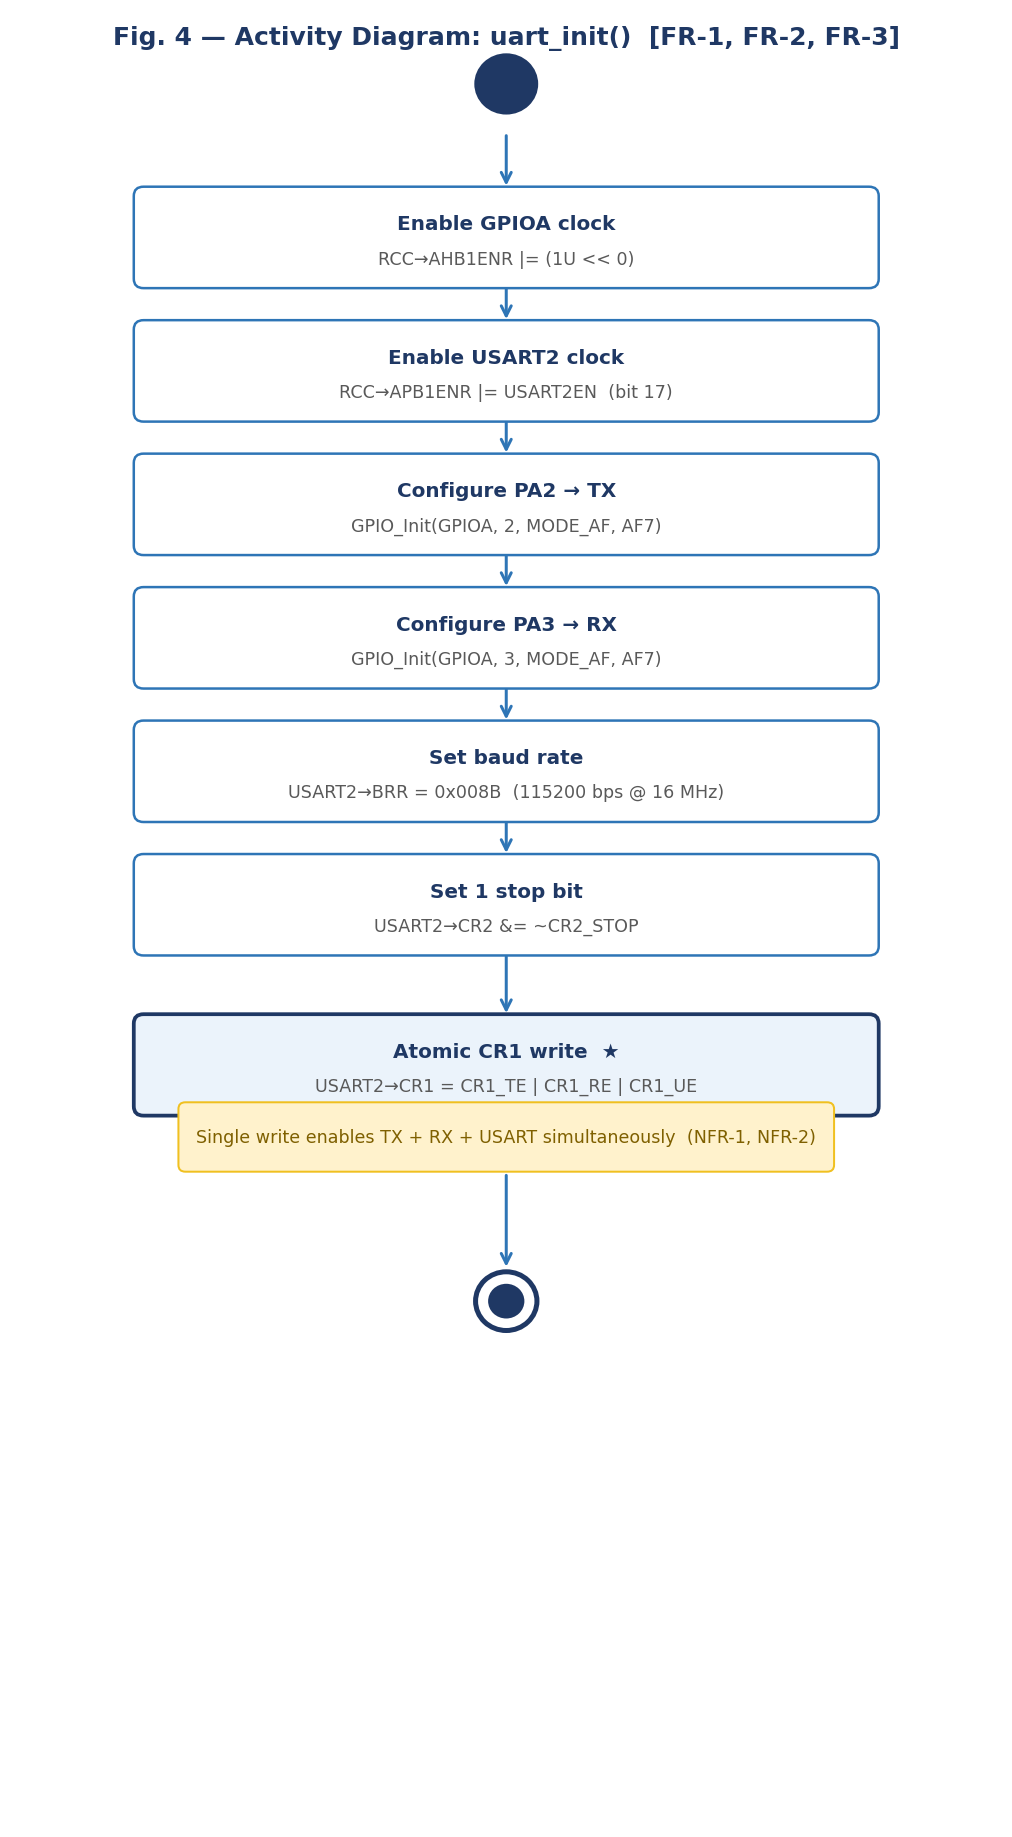 Fig. 4 — Activity Diagram: uart_init()  [FR-1, FR-2, FR-3]
Enable GPIOA clock
RCC→AHB1ENR |= (1U << 0)
Enable USART2 clock
RCC→APB1ENR |= USART2EN  (bit 17)
Configure PA2 → TX
GPIO_Init(GPIOA, 2, MODE_AF, AF7)
Configure PA3 → RX
GPIO_Init(GPIOA, 3, MODE_AF, AF7)
Set baud rate
USART2→BRR = 0x008B  (115200 bps @ 16 MHz)
Set 1 stop bit
USART2→CR2 &= ~CR2_STOP
Atomic CR1 write  ★
USART2→CR1 = CR1_TE | CR1_RE | CR1_UE
Single write enables TX + RX + USART simultaneously  (NFR-1, NFR-2)